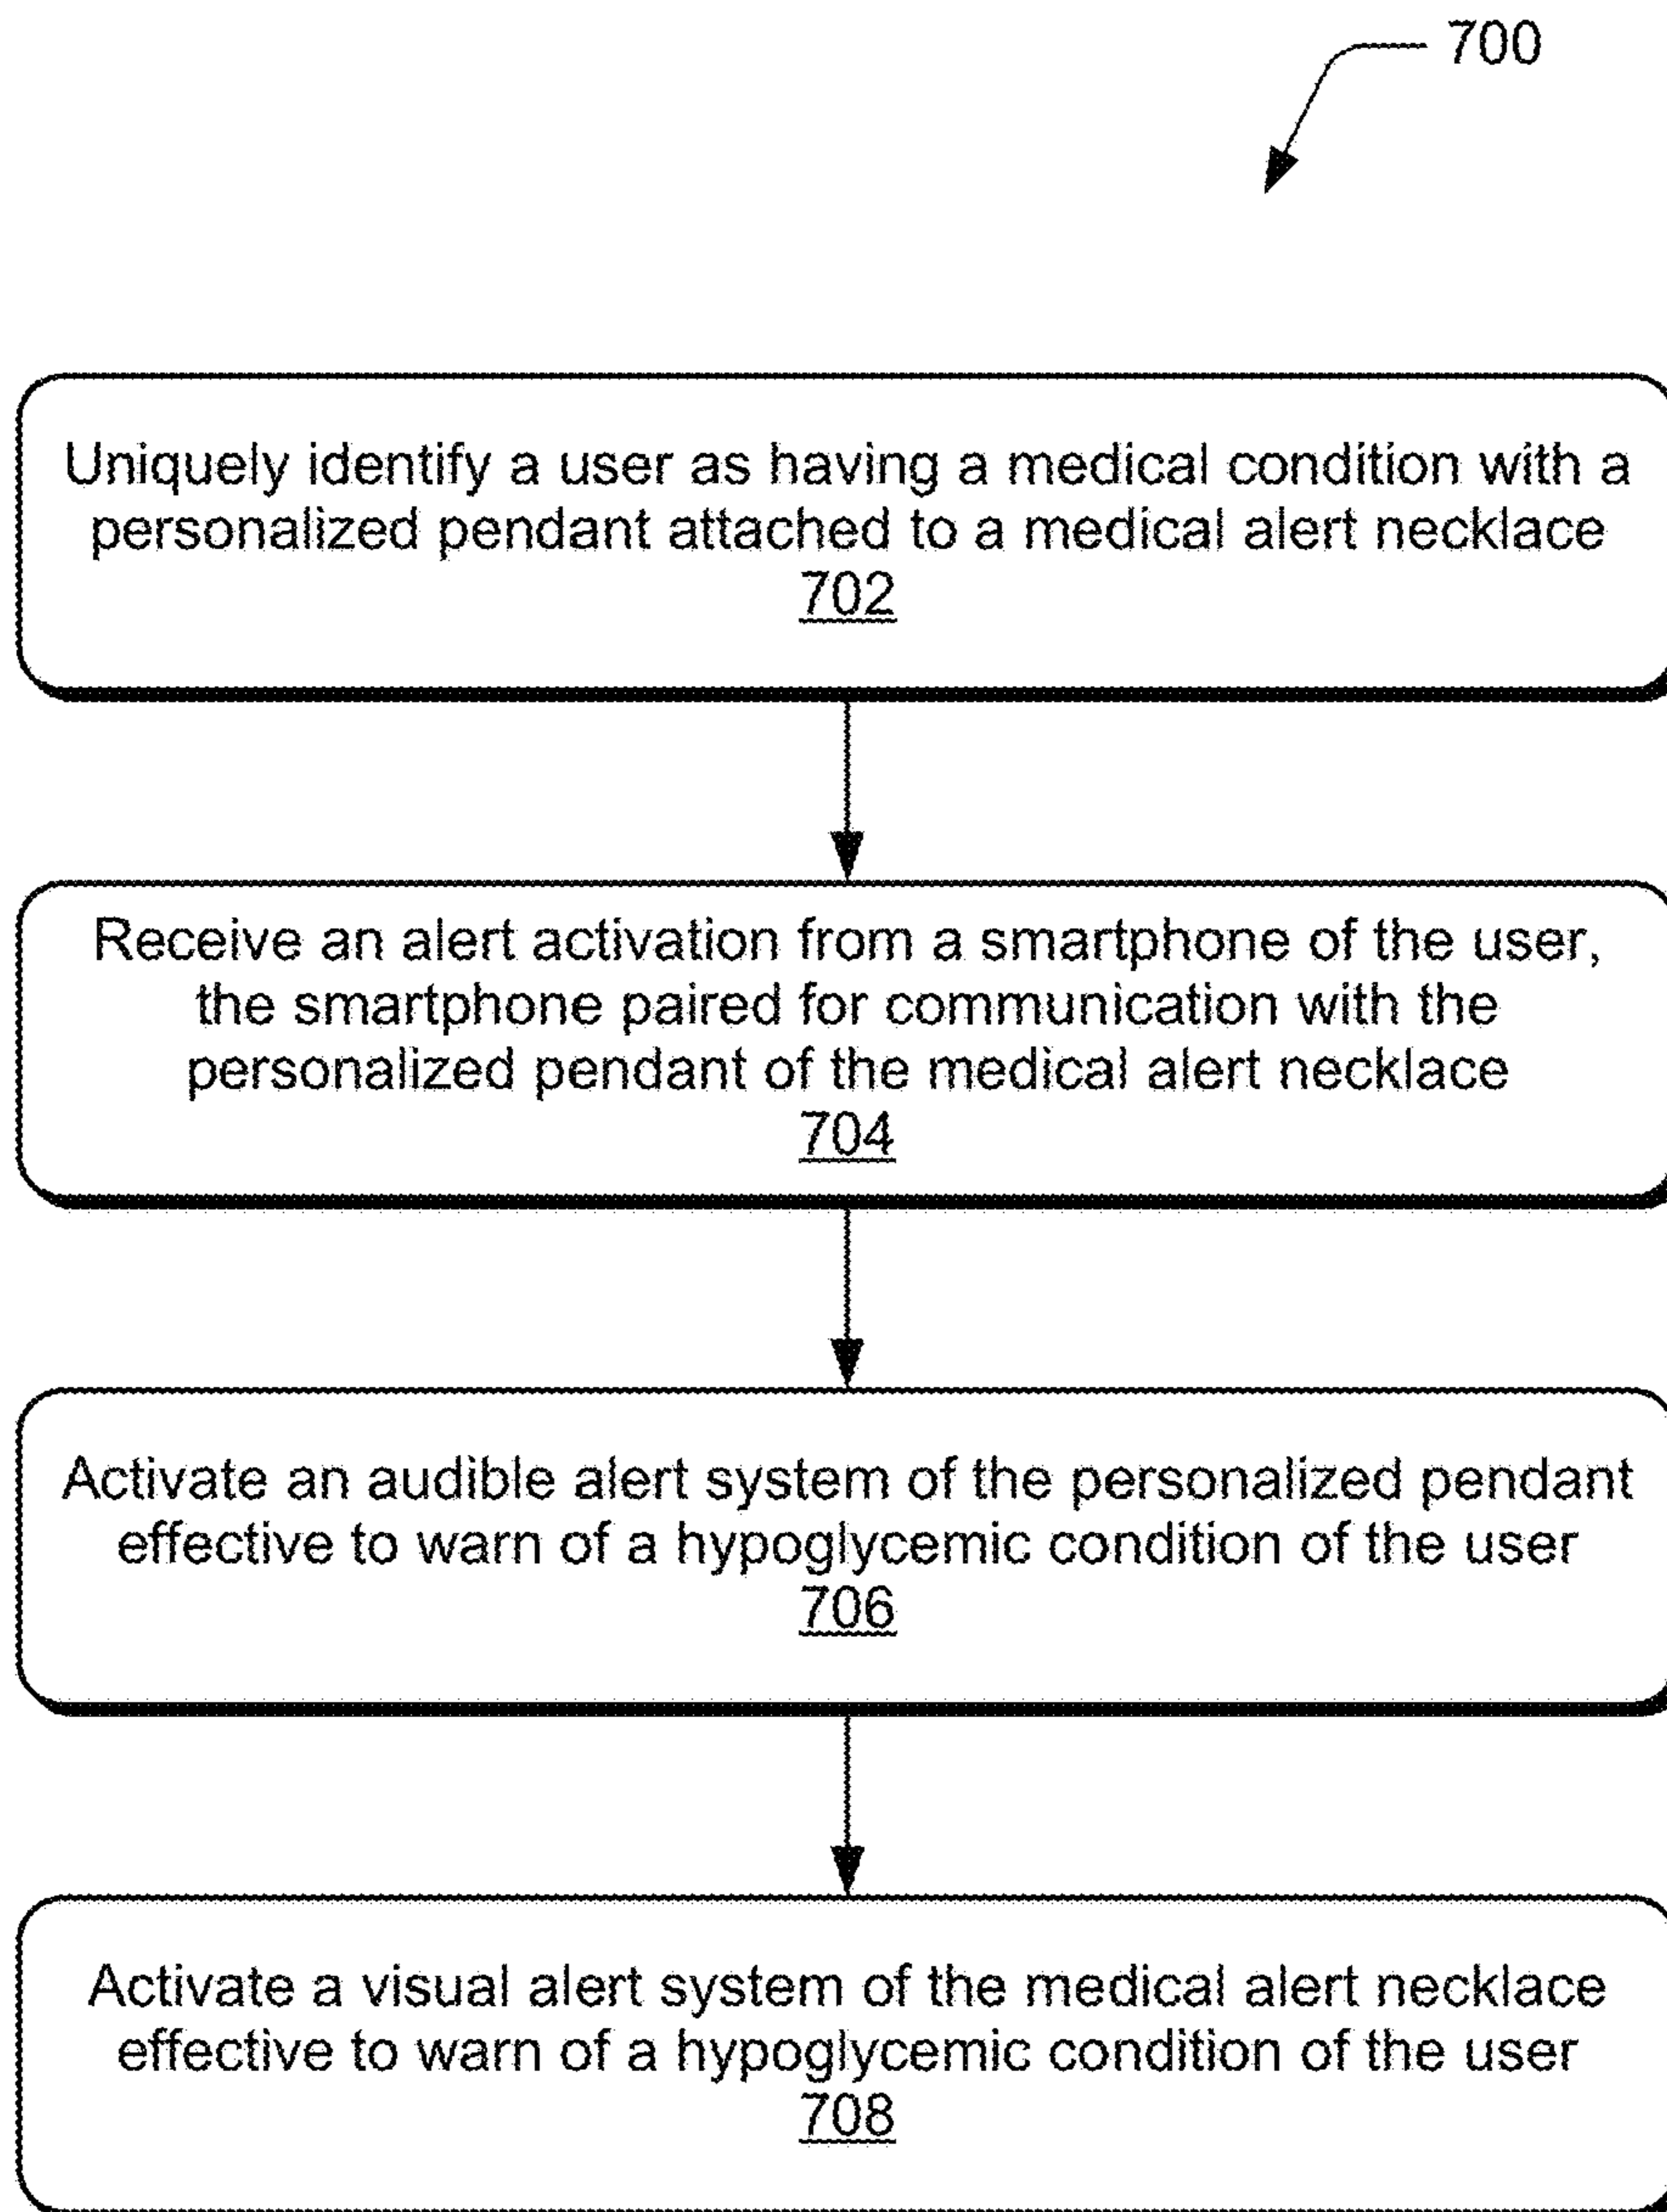 700
Uniquely identify a user as having a medical condition with a
personalized pendant attached to a medical alert necklace
702
Receive an alert activation from a smartphone of the user,
the smartphone paired for communication with the
personalized pendant of the medical alert necklace
704
Activate an audible alert system of the personalized pendant
effective to warn of a hypoglycemic condition of the user
706
Activate a visual alert system of the medical alert necklace
effective to warn of a hypoglycemic condition of the user
708